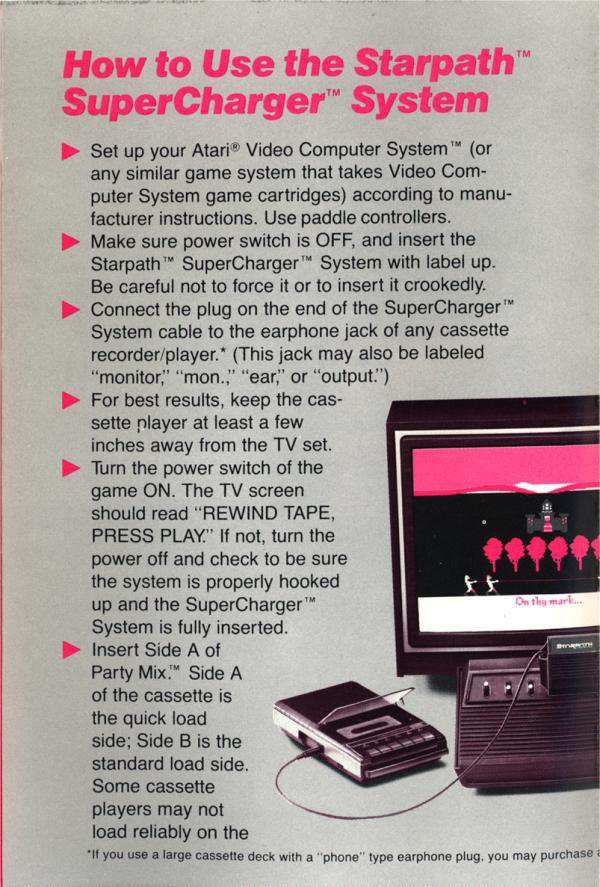 How to Use the Starpath™
SuperCharger™ System
Set up your Atari® Video Computer System™ (or
any similar game system that takes Video Com-
puter System game cartridges) according to manu-
facturer instructions. Use paddle controllers.
Make sure power switch is OFF, and insert the
Starpath™ SuperCharger™ System with label up.
Be careful not to force it or to insert it crookedly.
Connect the plug on the end of the SuperCharger™
System cable to the earphone jack of any cassette
recorder/player.* (This jack may also be labeled
“monitor,” “mon.,” “ear,” or “output.”)
For best results, keep the cas-
sette player at least a few
inches away from the TV set.
Turn the power switch of the
game ON. The TV screen
should read “REWIND TAPE,
PRESS PLAY.” If not, turn the
power off and check to be sure
the system is properly hooked
up and the SuperCharger™
System is fully inserted.
Insert Side A of
Party Mix.™ Side A
of the cassette is
the quick load
side; Side B is the
standard load side.
Some cassette
players may not
load reliably on the
On thy mark...
STARPATH
*If you use a large cassette deck with a “phone” type earphone plug, you may purchase a